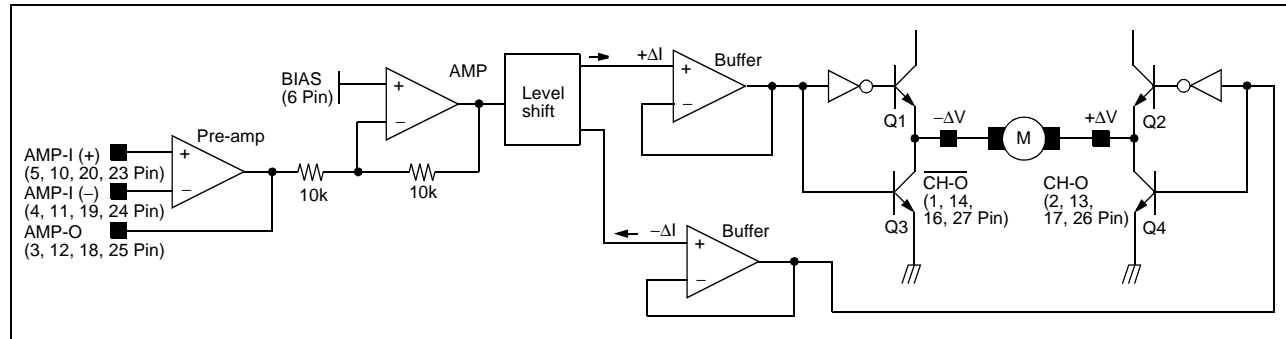 BIAS
(6 Pin)
AMP
Level
shift
+ΔI
Buffer
+
−
+
−
Pre-amp
AMP-I (+)
(5, 10, 20, 23 Pin)
AMP-I (−)
(4, 11, 19, 24 Pin)
AMP-O
(3, 12, 18, 25 Pin)
+
−
10k
10k
Q1
−ΔV
M
+ΔV
Q2
CH-O
(1, 14,
16, 27 Pin)
Q3
CH-O
(2, 13,
17, 26 Pin)
Q4
−ΔI
Buffer
+
−